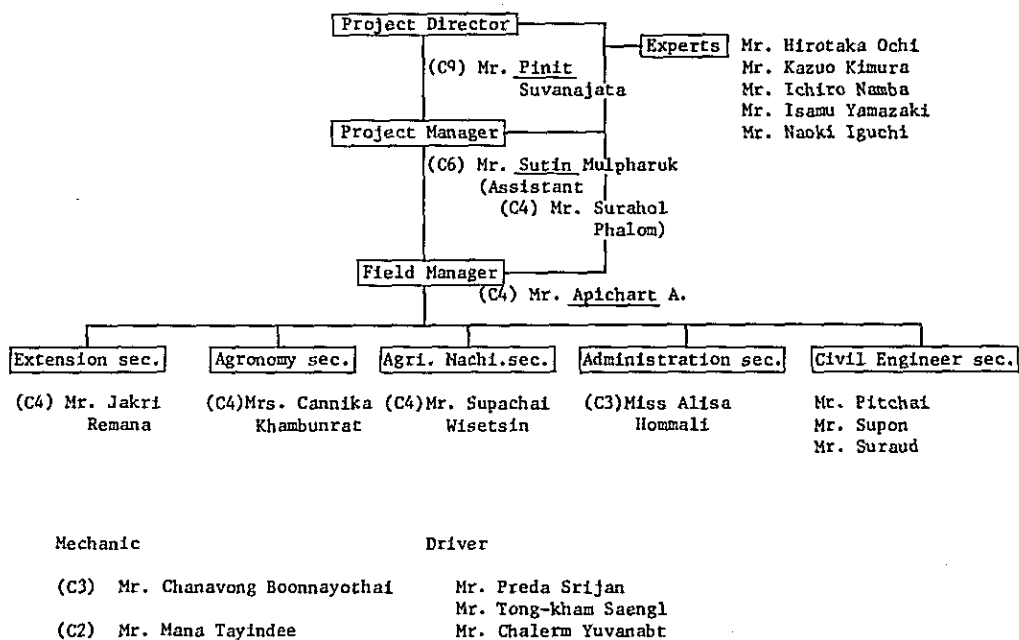 Project Director
Experts Mr. Hirotaka Ochi
(C9) Mr. Pinit Mr. Kazuo Kimura
Suvanajata Mr. Ichiro Namba
Mr. Isamu Yamazaki
Project Manager Mr. Naoki Iguchi
(C6) Mr. Sutin Mulpharuk
(Assistant
(C4) Mr. Surahol
Phalom)
Field Manager
(C4) Mr. Apichart A.
Extension sec. Agronomy sec. Agri. Machi.sec. Administration sec. Civil Engineer sec.
(C4) Mr. Jakri (C4)Mrs. Cannika (C4)Mr. Supachai (C3)Miss Alisa Mr. Pitchai
Remana Khambunrat Wisetsin Hommali Mr. Supon
Mr. Suraud
Mechanic Driver
(C3) Mr. Chanavong Boonnayothai Mr. Preda Srijan
Mr. Tong-kham Saengl
(C2) Mr. Mana Tayindee Mr. Chalerm Yuvanabt